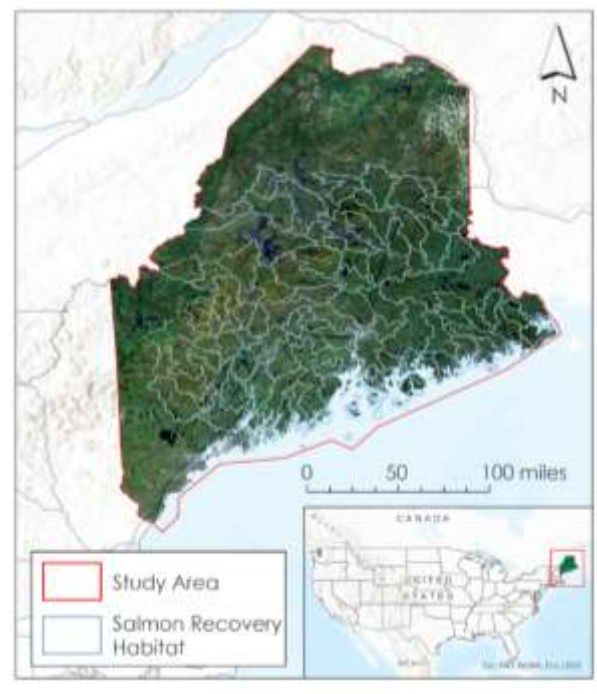 N
0 50 100 miles
CANADA
UNITED
STATES
Study Area
Salmon Recovery
Habitat